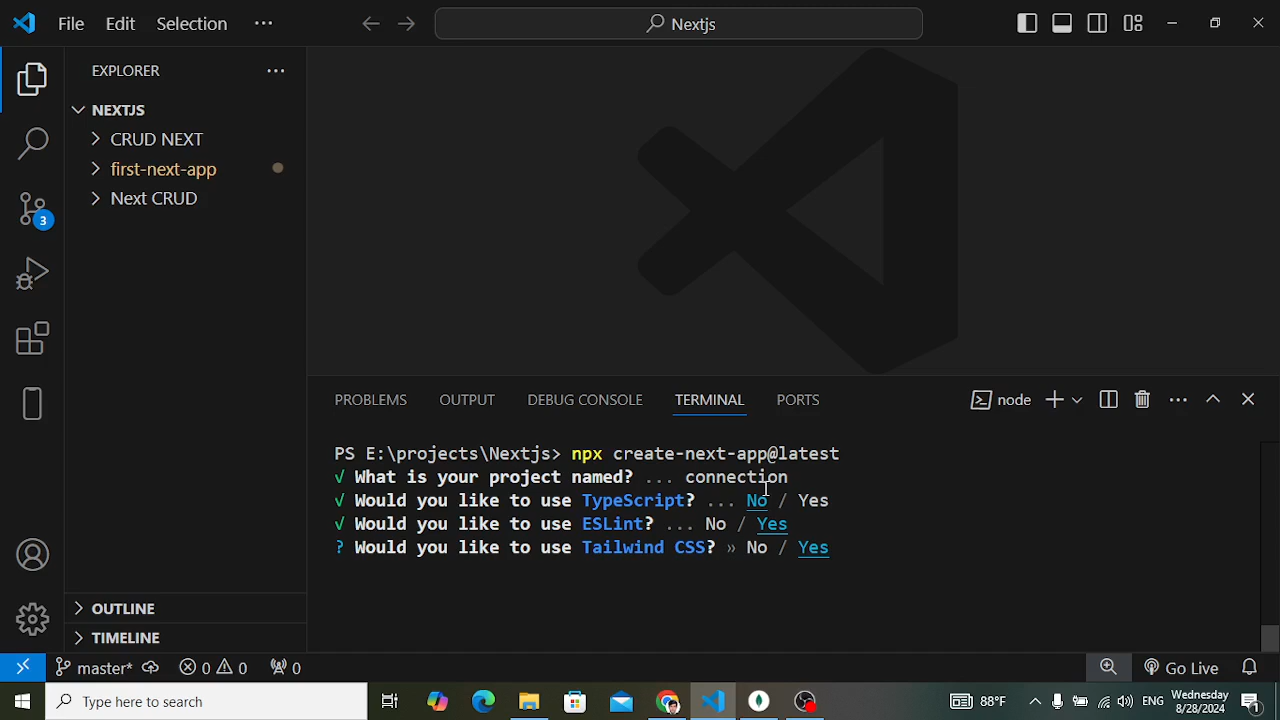 File Edit Selection ···
Nextjs
EXPLORER ···
NEXTJS
CRUD NEXT
first-next-app
Next CRUD
3
PROBLEMS OUTPUT DEBUG CONSOLE TERMINAL PORTS
node
PS E:\projects\Nextjs> npx create-next-app@latest
√ What is your project named? ... connection
√ Would you like to use TypeScript? ... No / Yes
√ Would you like to use ESLint? ... No / Yes
? Would you like to use Tailwind CSS? » No / Yes
OUTLINE
TIMELINE
master* 0 0 0 Go Live
Type here to search
88°F ENG
Wednesday
8/28/2024
1